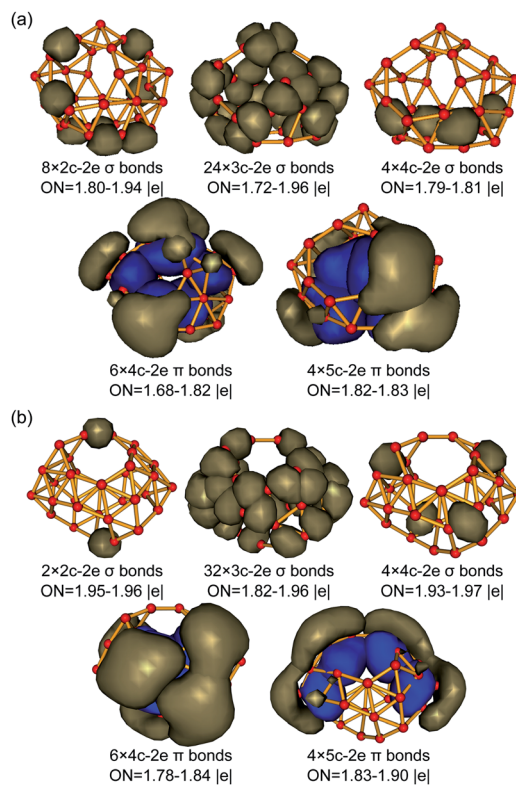 (a)
8×2c-2e σ bonds
ON=1.80-1.94 |e|
24×3c-2e σ bonds
ON=1.72-1.96 |e|
4×4c-2e σ bonds
ON=1.79-1.81 |e|
6×4c-2e π bonds
ON=1.68-1.82 |e|
4×5c-2e π bonds
ON=1.82-1.83 |e|
(b)
2×2c-2e σ bonds
ON=1.95-1.96 |e|
32×3c-2e σ bonds
ON=1.82-1.96 |e|
4×4c-2e σ bonds
ON=1.93-1.97 |e|
6×4c-2e π bonds
ON=1.78-1.84 |e|
4×5c-2e π bonds
ON=1.83-1.90 |e|